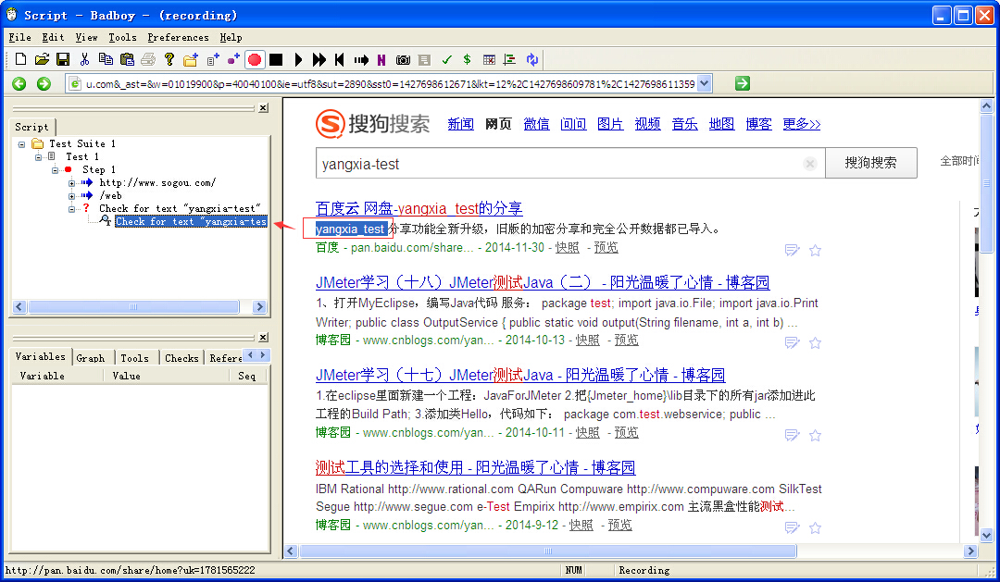 Script - Badboy - (recording)
File Edit View Tools Preferences Help
u.com&_ast=&w=01019900&p=40040100&ie=utf8&sut=2890&sst0=1427698612671&lkt=12%2C1427698609781%2C1427698611359
Script
Test Suite 1
Test 1
Step 1
http://www.sogou.com/
/web
Check for text "yangxia-test"
Check for text "yangxia-tes
Variables Graph Tools Checks Refere
Variable Value Seq
搜狗搜索 新闻 网页 微信 问问 图片 视频 音乐 地图 博客 更多>>
yangxia-test 搜狗搜索 全部时间
百度云 网盘-yangxia_test的分享
yangxia_test 分享功能全新升级，旧版的加密分享和完全公开数据都已导入。
百度 - pan.baidu.com/share... - 2014-11-30 - 快照 - 预览
JMeter学习（十八）JMeter测试Java（二） - 阳光温暖了心情 - 博客园
1、打开MyEclipse，编写Java代码 服务： package test; import java.io.File; import java.io.Print
Writer; public class OutputService { public static void output(String filename, int a, int b) ...
博客园 - www.cnblogs.com/yan... - 2014-10-13 - 快照 - 预览
JMeter学习（十七）JMeter测试Java - 阳光温暖了心情 - 博客园
1.在eclipse里面新建一个工程：JavaForJMeter 2.把{Jmeter_home}\lib目录下的所有jar添加进此
工程的Build Path; 3.添加类Hello，代码如下： package com.test.webservice; public ...
博客园 - www.cnblogs.com/yan... - 2014-10-11 - 快照 - 预览
测试工具的选择和使用 - 阳光温暖了心情 - 博客园
IBM Rational http://www.rational.com QARun Compuware http://www.compuware.com SilkTest
Segue http://www.segue.com e-Test Empirix http://www.empirix.com 主流黑盒性能测试...
博客园 - www.cnblogs.com/yan... - 2014-9-12 - 快照 - 预览
http://pan.baidu.com/share/home?uk=1781565222 NUM Recording